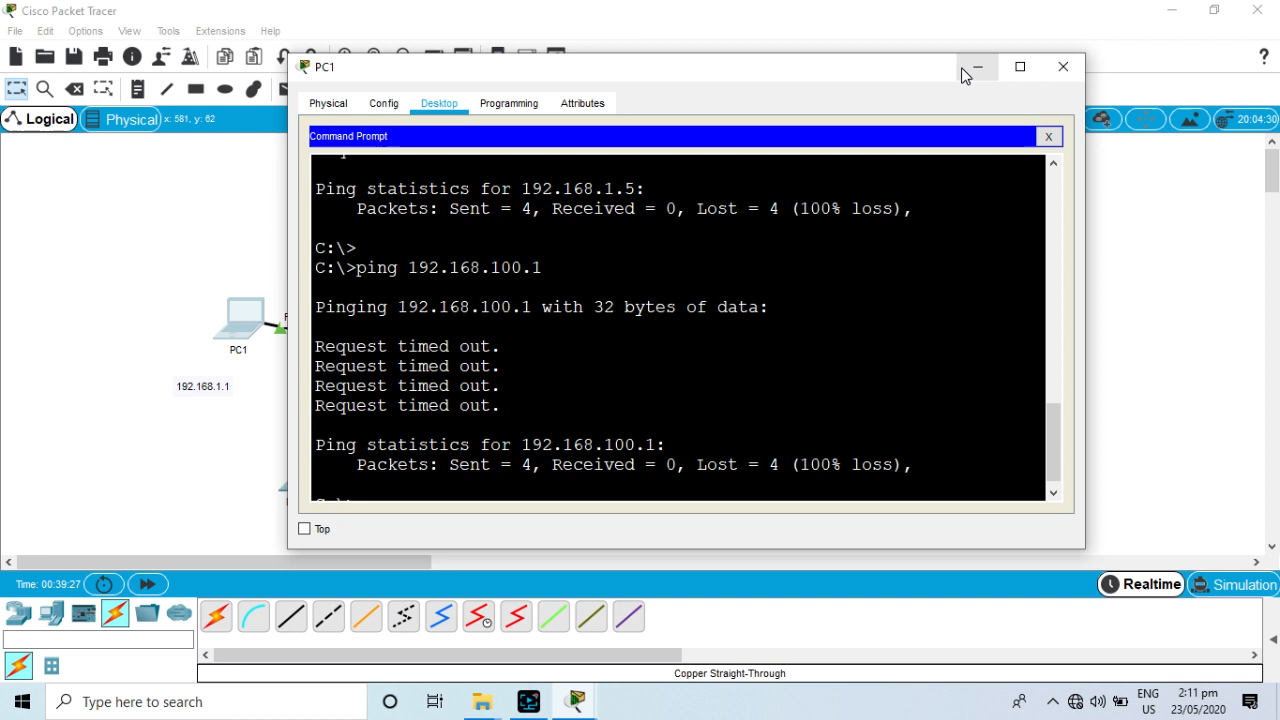 Cisco Packet Tracer
File Edit Options View Tools Extensions Help
?
PC1
Physical Config Desktop Programming Attributes
Logical Physical x: 581, y: 62
20:04:30
Command Prompt
X
Ping statistics for 192.168.1.5:
Packets: Sent = 4, Received = 0, Lost = 4 (100% loss),
C:\>
C:\>ping 192.168.100.1
Pinging 192.168.100.1 with 32 bytes of data:
Request timed out.
Request timed out.
Request timed out.
Request timed out.
Ping statistics for 192.168.100.1:
Packets: Sent = 4, Received = 0, Lost = 4 (100% loss),
PC1
192.168.1.1
Top
Time: 00:39:27
Realtime Simulation
Copper Straight-Through
Type here to search
ENG
US
2:11 pm
23/05/2020